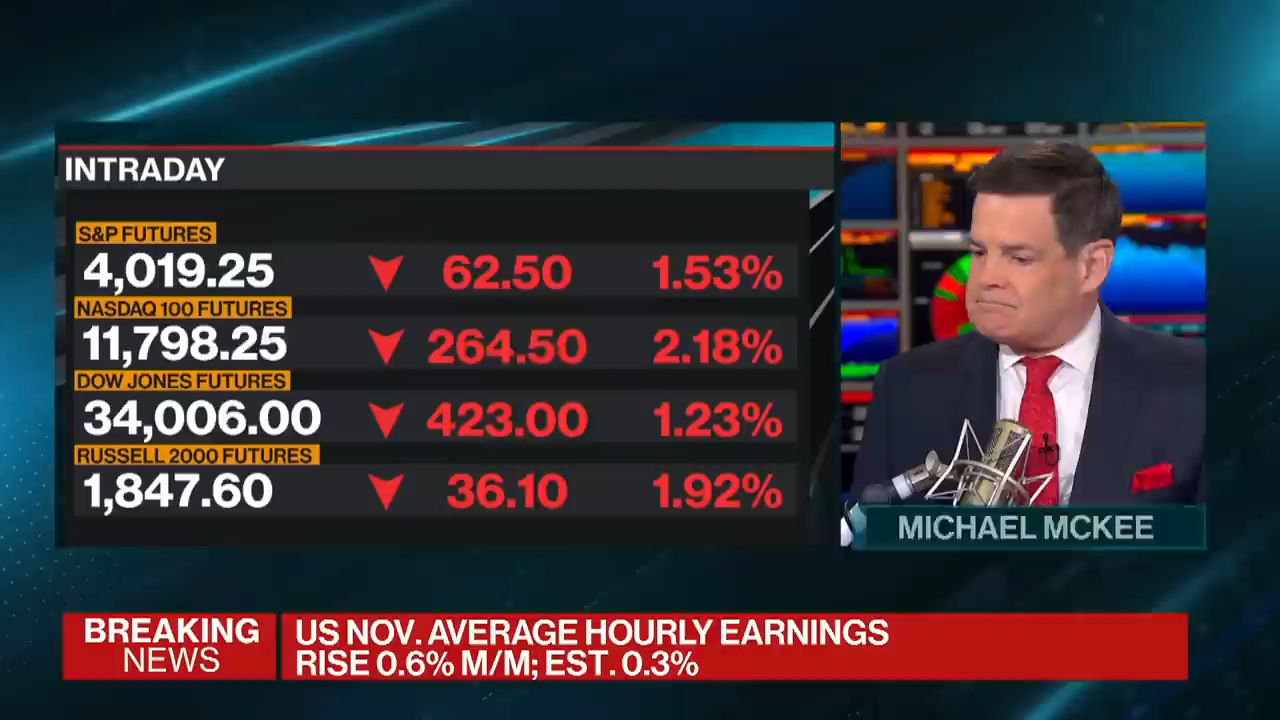 INTRADAY
S&P FUTURES
4,019.25 62.50 1.53%
NASDAQ 100 FUTURES
11,798.25 264.50 2.18%
DOW JONES FUTURES
34,006.00 423.00 1.23%
RUSSELL 2000 FUTURES
1,847.60 36.10 1.92%
MICHAEL MCKEE
BREAKING
NEWS
US NOV. AVERAGE HOURLY EARNINGS
RISE 0.6% M/M; EST. 0.3%